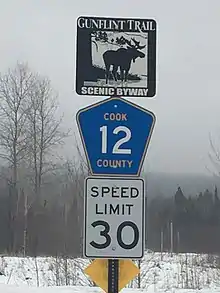 GUNFLINT TRAIL
SCENIC BYWAY
COOK
12
COUNTY
SPEED
LIMIT
30